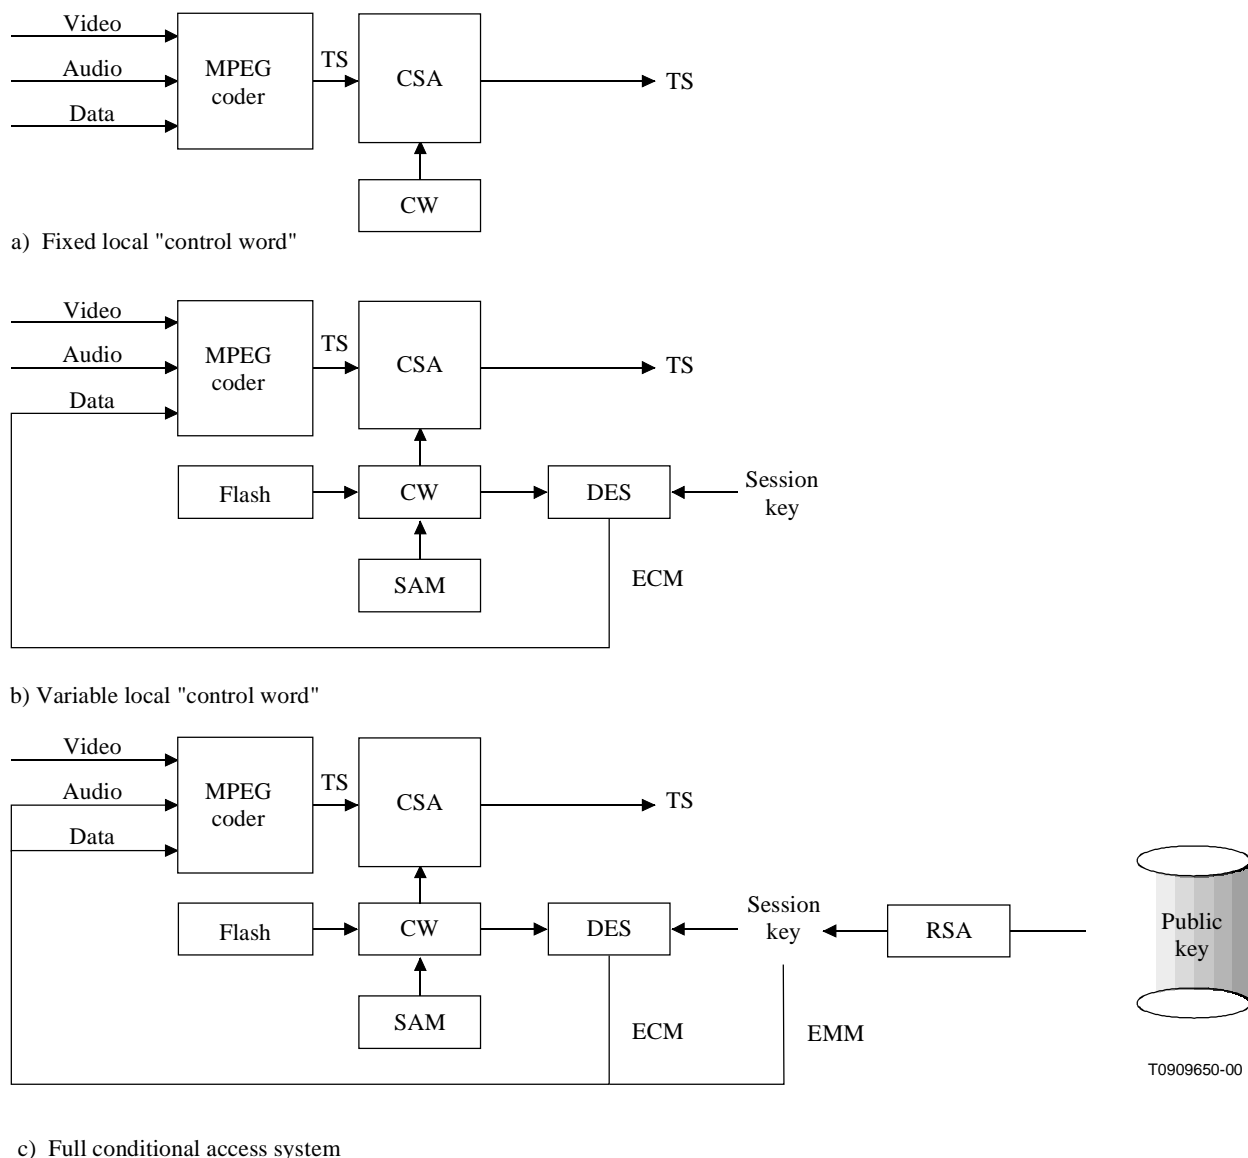 Video
Audio
Data
MPEG
coder
TS
CSA
TS
CW
a) Fixed local "control word"
Video
Audio
Data
MPEG
coder
TS
CSA
TS
Flash
CW
DES
Session
key
SAM
ECM
b) Variable local "control word"
Video
Audio
Data
MPEG
coder
TS
CSA
TS
Flash
CW
DES
Session
key
RSA
Public
key
SAM
ECM
EMM
T0909650-00
c) Full conditional access system